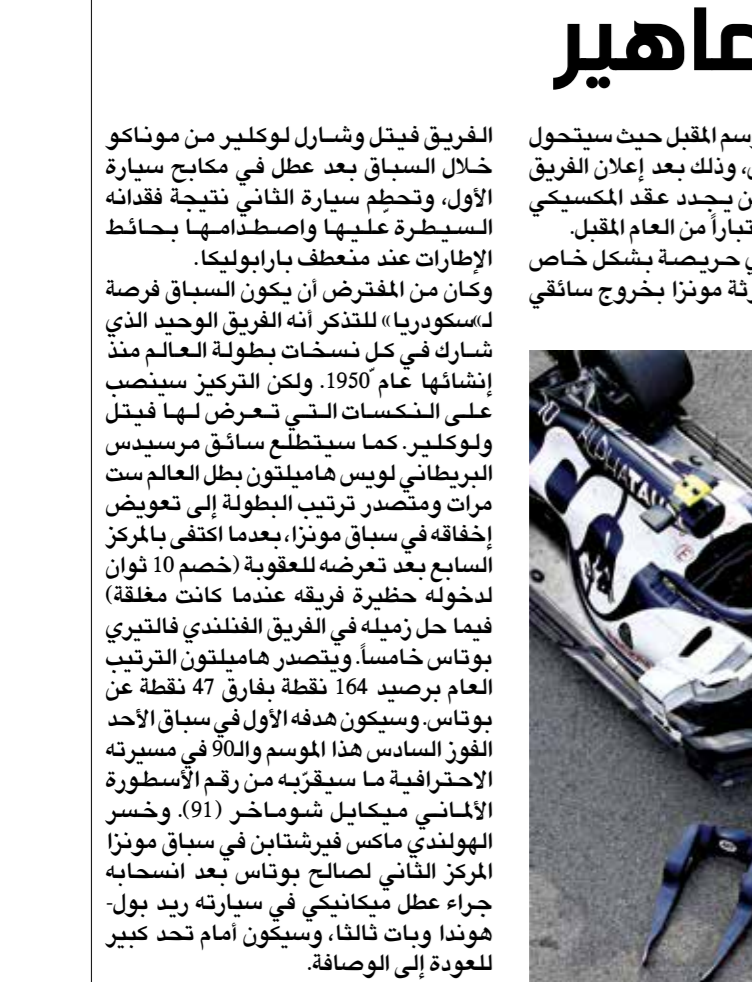 ماهير
وسم المقبل حيث سيتحول
، وذلك بعد إعلان الفريق
ن يجدد عقد المكسيكي
تباراً من العام المقبل.
ي حريصة بشكل خاص
رثة مونزا بخروج سائقي
الفريق فيتل وشارل لوكلير من موناكو
خلال السباق بعد عطل في مكابح سيارة
الأول، وتحطم سيارة الثاني نتيجة فقدانه
السيطرة عليها واصطدامها بحائط
الإطارات عند منعطف بارابوليكا.
وكان من المفترض أن يكون السباق فرصة
لـ«سكودريا» للتذكر أنه الفريق الوحيد الذي
شارك في كل نسخات بطولة العالم منذ
إنشائها عام 1950. ولكن التركيز سينصب
على النكسات التي تعرض لها فيتل
ولوكلير. كما سيتطلع سائق مرسيدس
البريطاني لويس هاميلتون بطل العالم ست
مرات ومتصدر ترتيب البطولة إلى تعويض
إخفاقه في سباق مونزا، بعدما اكتفى بالمركز
السابع بعد تعرضه للعقوبة (خصم 10 ثوان
لدخوله حظيرة فريقه عندما كانت مغلقة)
فيما حل زميله في الفريق الفنلندي فالتيري
بوتاس خامساً. ويتصدر هاميلتون الترتيب
العام برصيد 164 نقطة بفارق 47 نقطة عن
بوتاس. وسيكون هدفه الأول في سباق الأحد
الفوز السادس هذا الموسم والـ90 في مسيرته
الاحترافية ما سيقرّبه من رقم الأسطورة
الألماني ميكايل شوماخر (91). وخسر
الهولندي ماكس فيرشتابن في سباق مونزا
المركز الثاني لصالح بوتاس بعد انسحابه
جراء عطل ميكانيكي في سيارته ريد بول-
هوندا وبات ثالثا، وسيكون أمام تحد كبير
للعودة إلى الوصافة.
10
ALPHATAURI